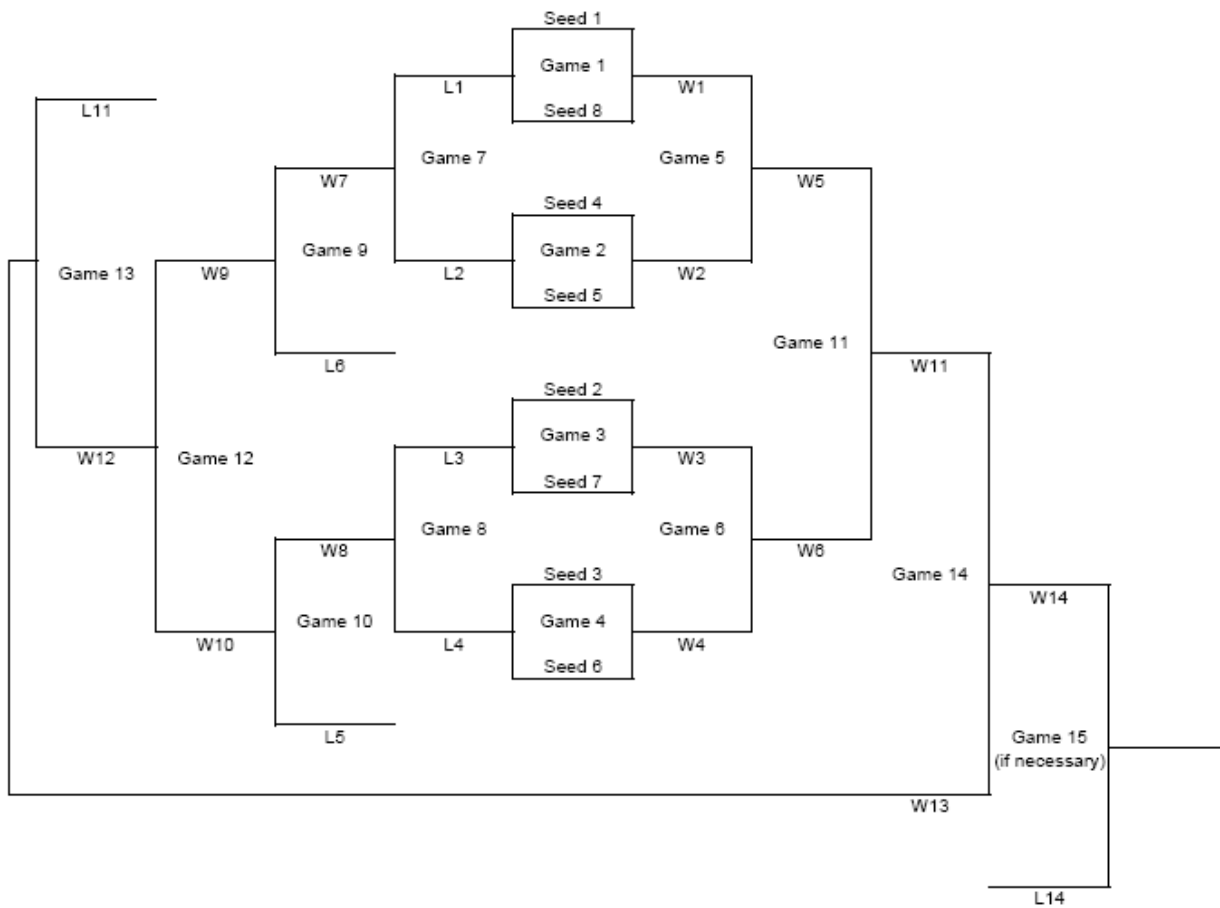 Seed 1
Game 1
L1
W1
Seed 8
L11
Game 7
Game 5
W7
W5
Seed 4
Game 9
Game 2
Game 13
W9
L2
W2
Seed 5
Game 11
L6
W11
Seed 2
Game 3
W12
Game 12
L3
W3
Seed 7
Game 8
Game 6
W8
W6
Seed 3
Game 14
W14
Game 10
Game 4
W10
L4
W4
Seed 6
L5
Game 15
(if necessary)
W13
L14